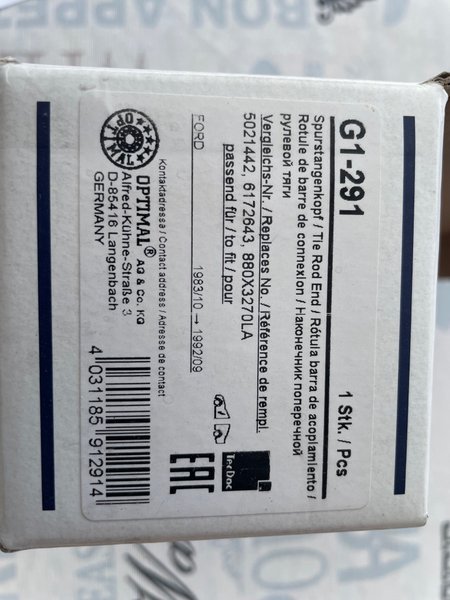 G1-291
1 Stk. / Pcs
Spurstangenkopf / Tie Rod End / Rótula barra de acoplamiento /
Rotule de barre de connexion / Наконечник поперечной
рулевой тяги
Vergleichs-Nr. / Replaces No. / Référence de rempl.
5021442, 6172643, 880X3270LA
passend für / to fit / pour
FORD
1983/10 → 1992/09
TecDoc
EAC
Kontaktadresse / Contact address / Adresse de contact
OPTIMAL® AG & Co. KG
Alfred-Kühne-Straße 3
D-85416 Langenbach
GERMANY
4 031185 912914